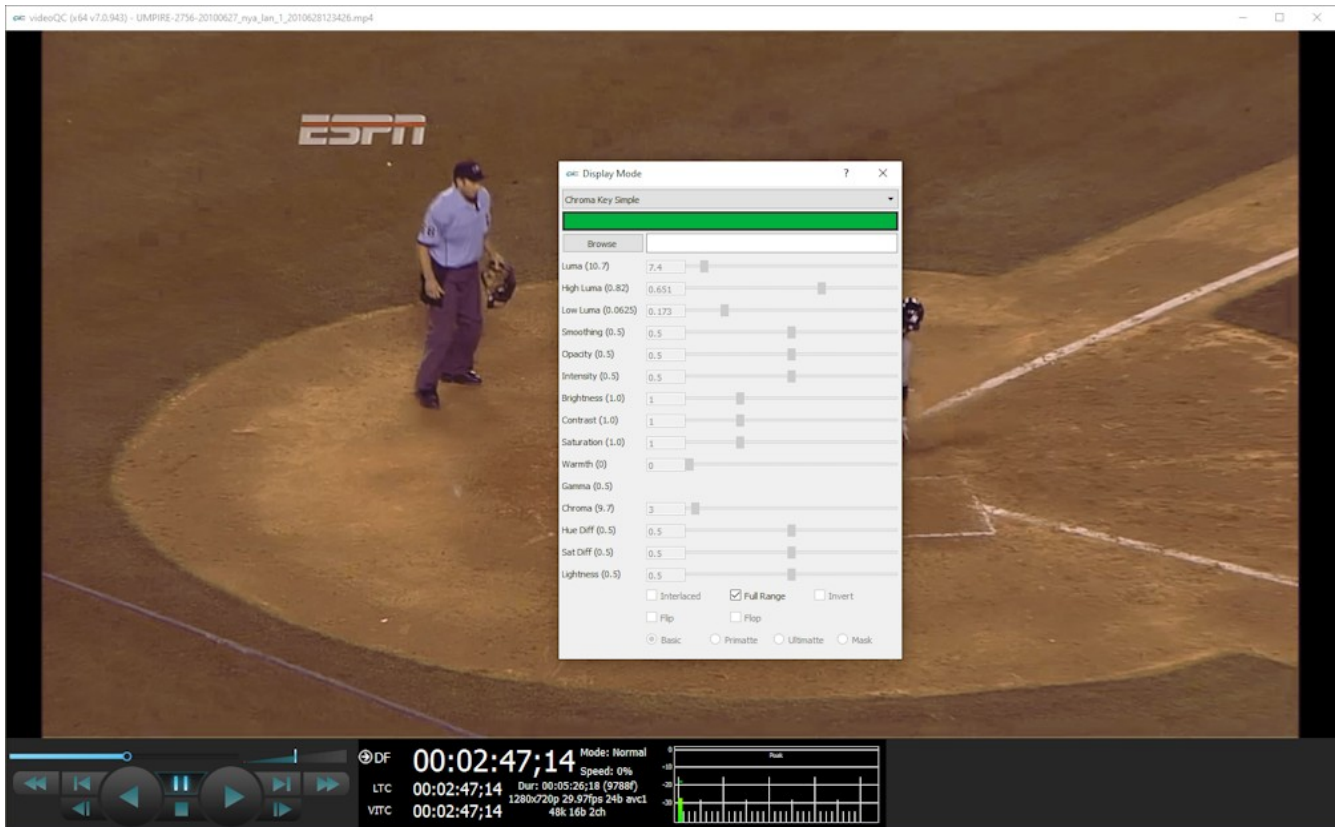 videoQC (x64 v7.0.943) - UMPIRE-2756-20100627_nya_lan_1_2010628123426.mp4
ESPN
Display Mode
?
Chroma Key Simple
Browse
Luma (10.7) 7.4
High Luma (0.82) 0.651
Low Luma (0.0625) 0.173
Smoothing (0.5) 0.5
Opacity (0.5) 0.5
Intensity (0.5) 0.5
Brightness (1.0) 1
Contrast (1.0) 1
Saturation (1.0) 1
Warmth (0) 0
Gamma (0.5)
Chroma (9.7) 3
Hue Diff (0.5) 0.5
Sat Diff (0.5) 0.5
Lightness (0.5) 0.5
Interlaced Full Range Invert
Flip Flop
Basic Primatte Ultimatte Mask
DF 00:02:47;14 Mode: Normal
Speed: 0%
LTC 00:02:47;14 Dur: 00:05:26;18 (9788f)
1280x720p 29.97fps 24b avc1
VITC 00:02:47;14 48k 16b 2ch
Peak
0
-10
-20
-30